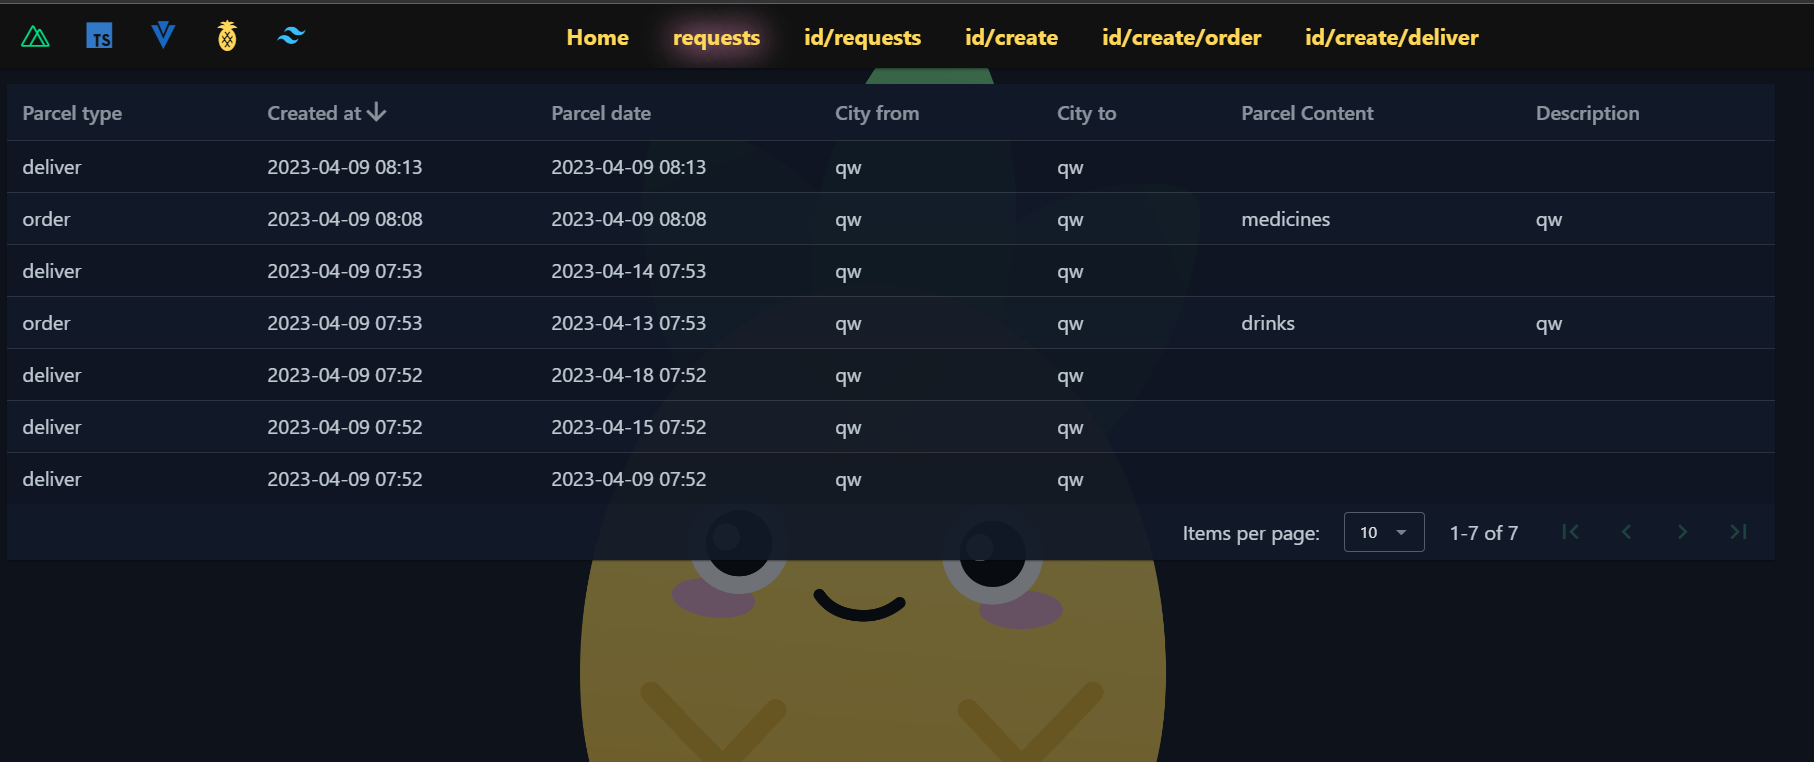 TS Home requests id/requests id/create id/create/order id/create/deliver
Parcel type Created at Parcel date City from City to Parcel Content Description
deliver 2023-04-09 08:13 2023-04-09 08:13 qw qw
order 2023-04-09 08:08 2023-04-09 08:08 qw qw medicines qw
deliver 2023-04-09 07:53 2023-04-14 07:53 qw qw
order 2023-04-09 07:53 2023-04-13 07:53 qw qw drinks qw
deliver 2023-04-09 07:52 2023-04-18 07:52 qw qw
deliver 2023-04-09 07:52 2023-04-15 07:52 qw qw
deliver 2023-04-09 07:52 2023-04-09 07:52 qw qw
Items per page: 10 1-7 of 7